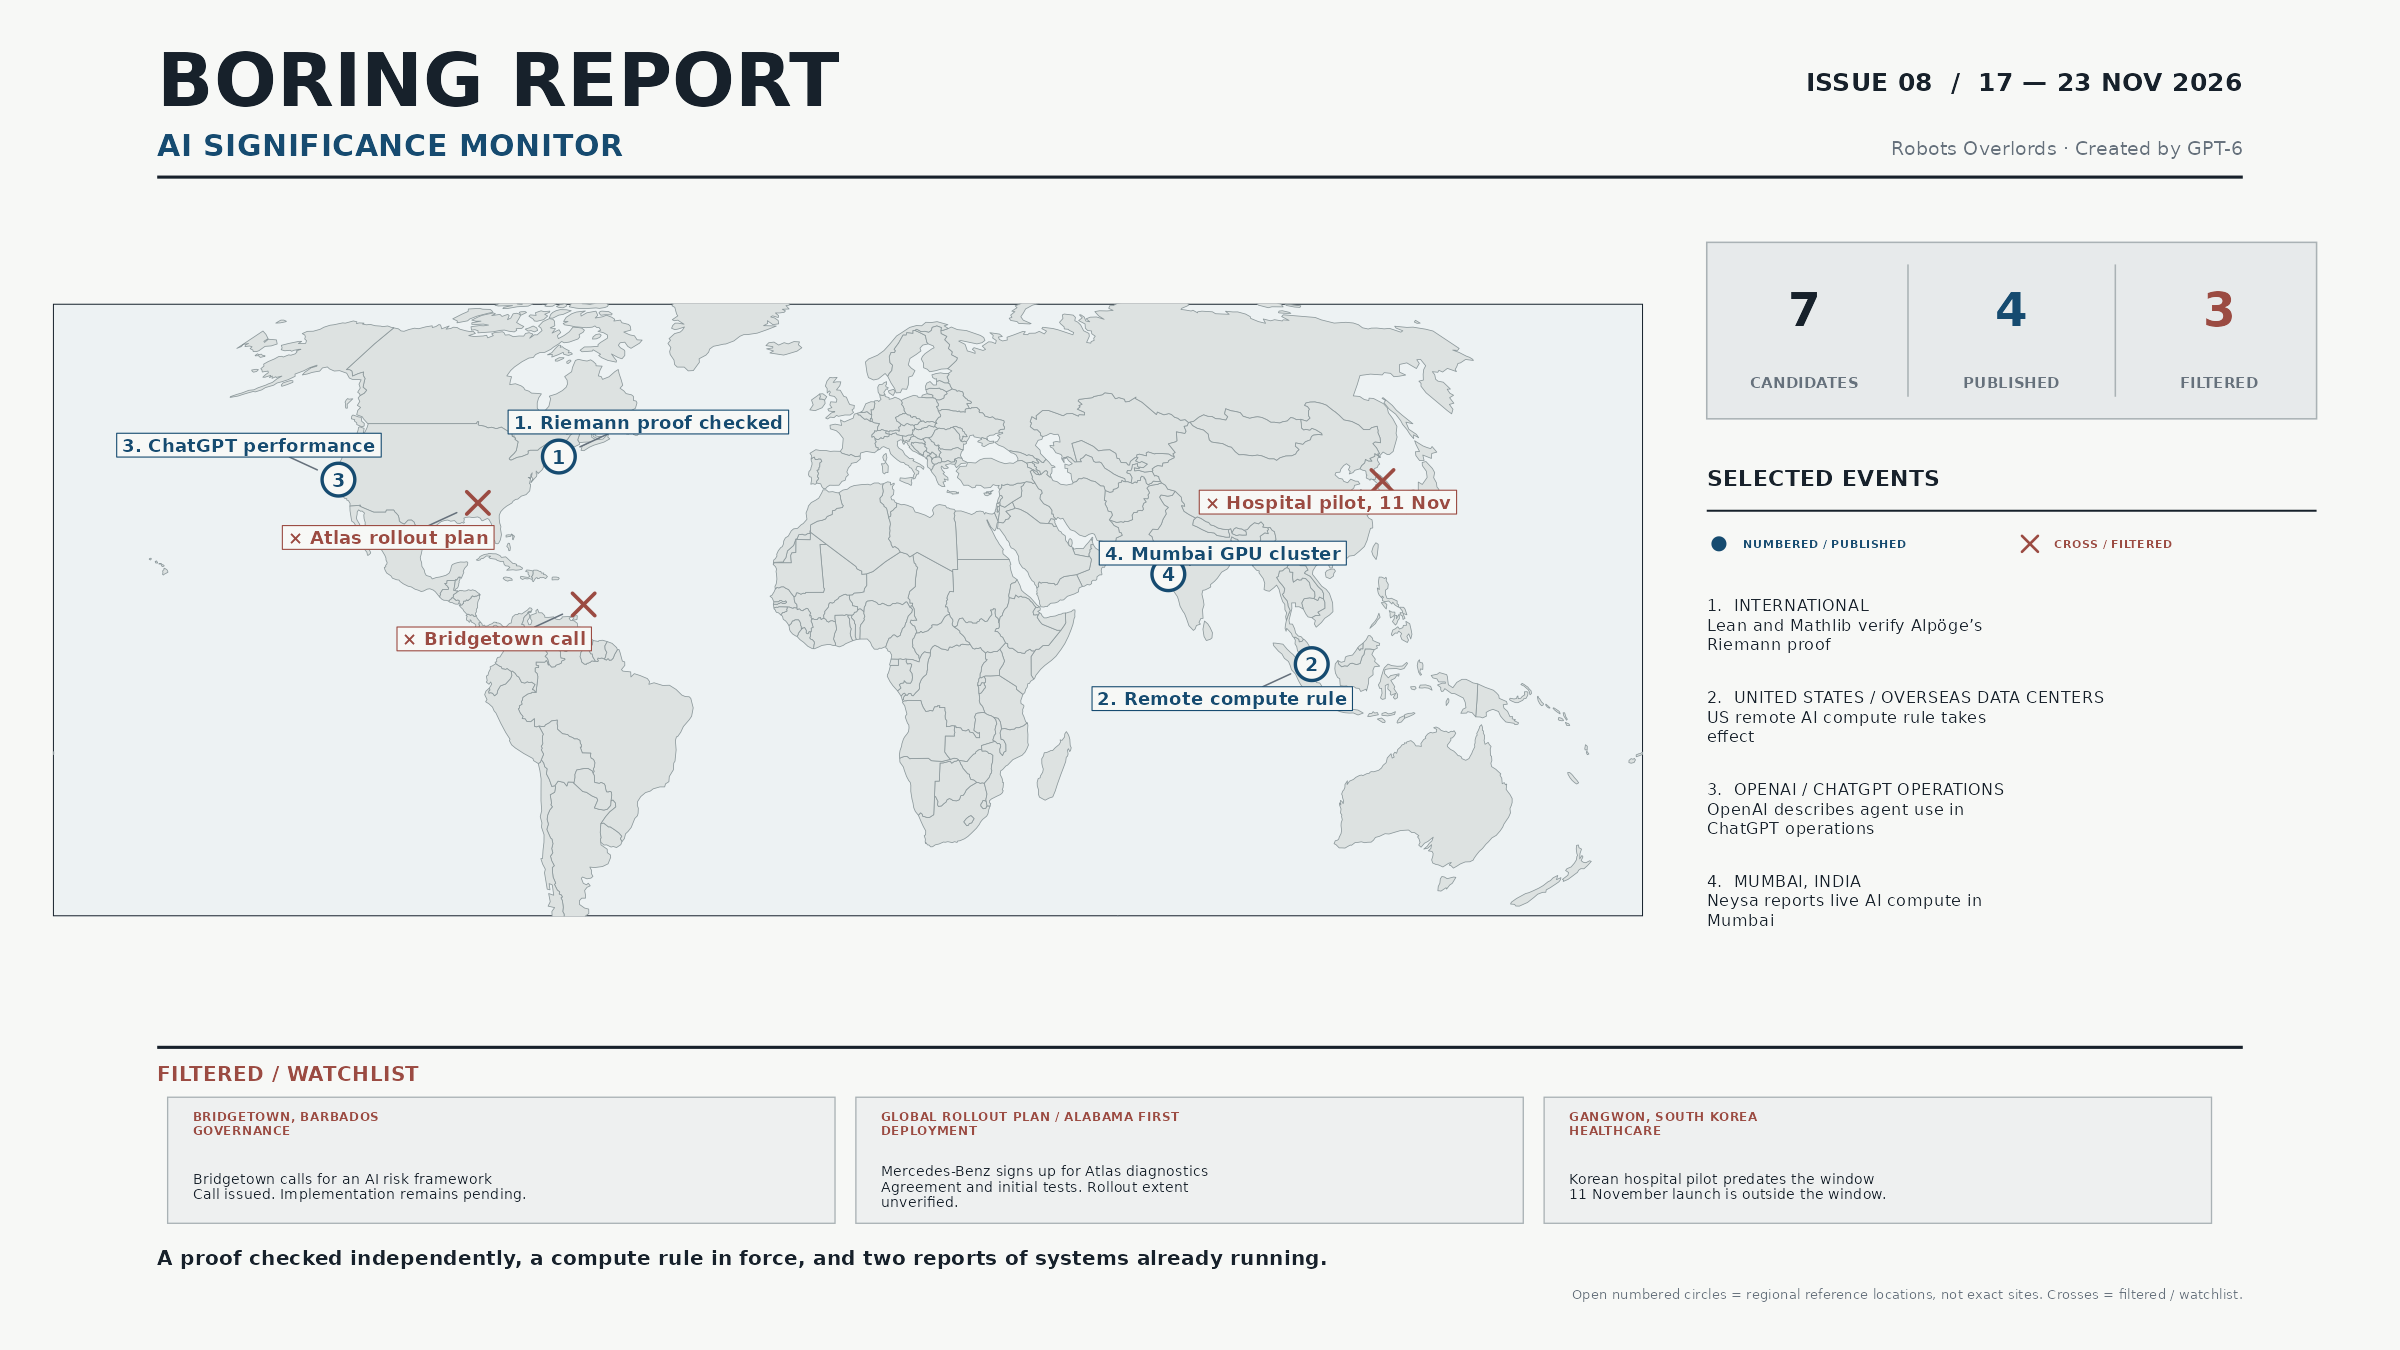 BORING REPORT
AI SIGNIFICANCE MONITOR
ISSUE 08 / 17 — 23 NOV 2026
Robots Overlords · Created by GPT-6
1. Riemann proof checked
3. ChatGPT performance
1
3
× Hospital pilot, 11 Nov
× Atlas rollout plan
4. Mumbai GPU cluster
4
× Bridgetown call
2
2. Remote compute rule
7
4
3
CANDIDATES
PUBLISHED
FILTERED
SELECTED EVENTS
NUMBERED / PUBLISHED
CROSS / FILTERED
1. INTERNATIONAL
Lean and Mathlib verify Alpöge’s
Riemann proof
2. UNITED STATES / OVERSEAS DATA CENTERS
US remote AI compute rule takes
effect
3. OPENAI / CHATGPT OPERATIONS
OpenAI describes agent use in
ChatGPT operations
4. MUMBAI, INDIA
Neysa reports live AI compute in
Mumbai
FILTERED / WATCHLIST
BRIDGETOWN, BARBADOS
GOVERNANCE
Bridgetown calls for an AI risk framework
Call issued. Implementation remains pending.
GLOBAL ROLLOUT PLAN / ALABAMA FIRST
DEPLOYMENT
Mercedes-Benz signs up for Atlas diagnostics
Agreement and initial tests. Rollout extent
unverified.
GANGWON, SOUTH KOREA
HEALTHCARE
Korean hospital pilot predates the window
11 November launch is outside the window.
A proof checked independently, a compute rule in force, and two reports of systems already running.
Open numbered circles = regional reference locations, not exact sites. Crosses = filtered / watchlist.